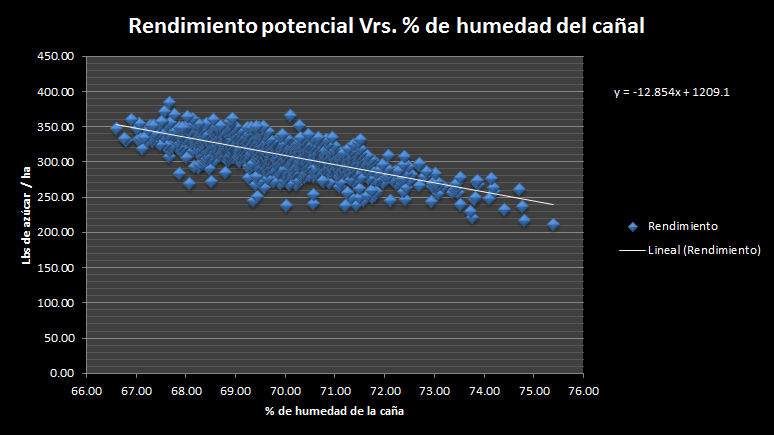 Rendimiento potencial Vrs. % de humedad del cañal
450.00
400.00
350.00
300.00
250.00
200.00
150.00
100.00
50.00
0.00
Lbs de azúcar / ha
66.00 67.00 68.00 69.00 70.00 71.00 72.00 73.00 74.00 75.00 76.00
% de humedad de la caña
y = -12.854x + 1209.1
Rendimiento
Lineal (Rendimiento)